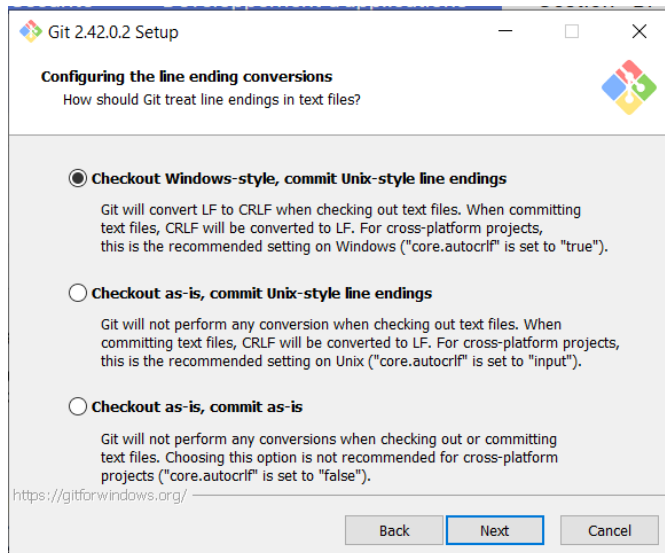 Git 2.42.0.2 Setup
Configuring the line ending conversions
How should Git treat line endings in text files?
Checkout Windows-style, commit Unix-style line endings
Git will convert LF to CRLF when checking out text files. When committing
text files, CRLF will be converted to LF. For cross-platform projects,
this is the recommended setting on Windows ("core.autocrlf" is set to "true").
Checkout as-is, commit Unix-style line endings
Git will not perform any conversion when checking out text files. When
committing text files, CRLF will be converted to LF. For cross-platform projects,
this is the recommended setting on Unix ("core.autocrlf" is set to "input").
Checkout as-is, commit as-is
Git will not perform any conversions when checking out or committing
text files. Choosing this option is not recommended for cross-platform
projects ("core.autocrlf" is set to "false").
https://gitforwindows.org/
Back Next Cancel